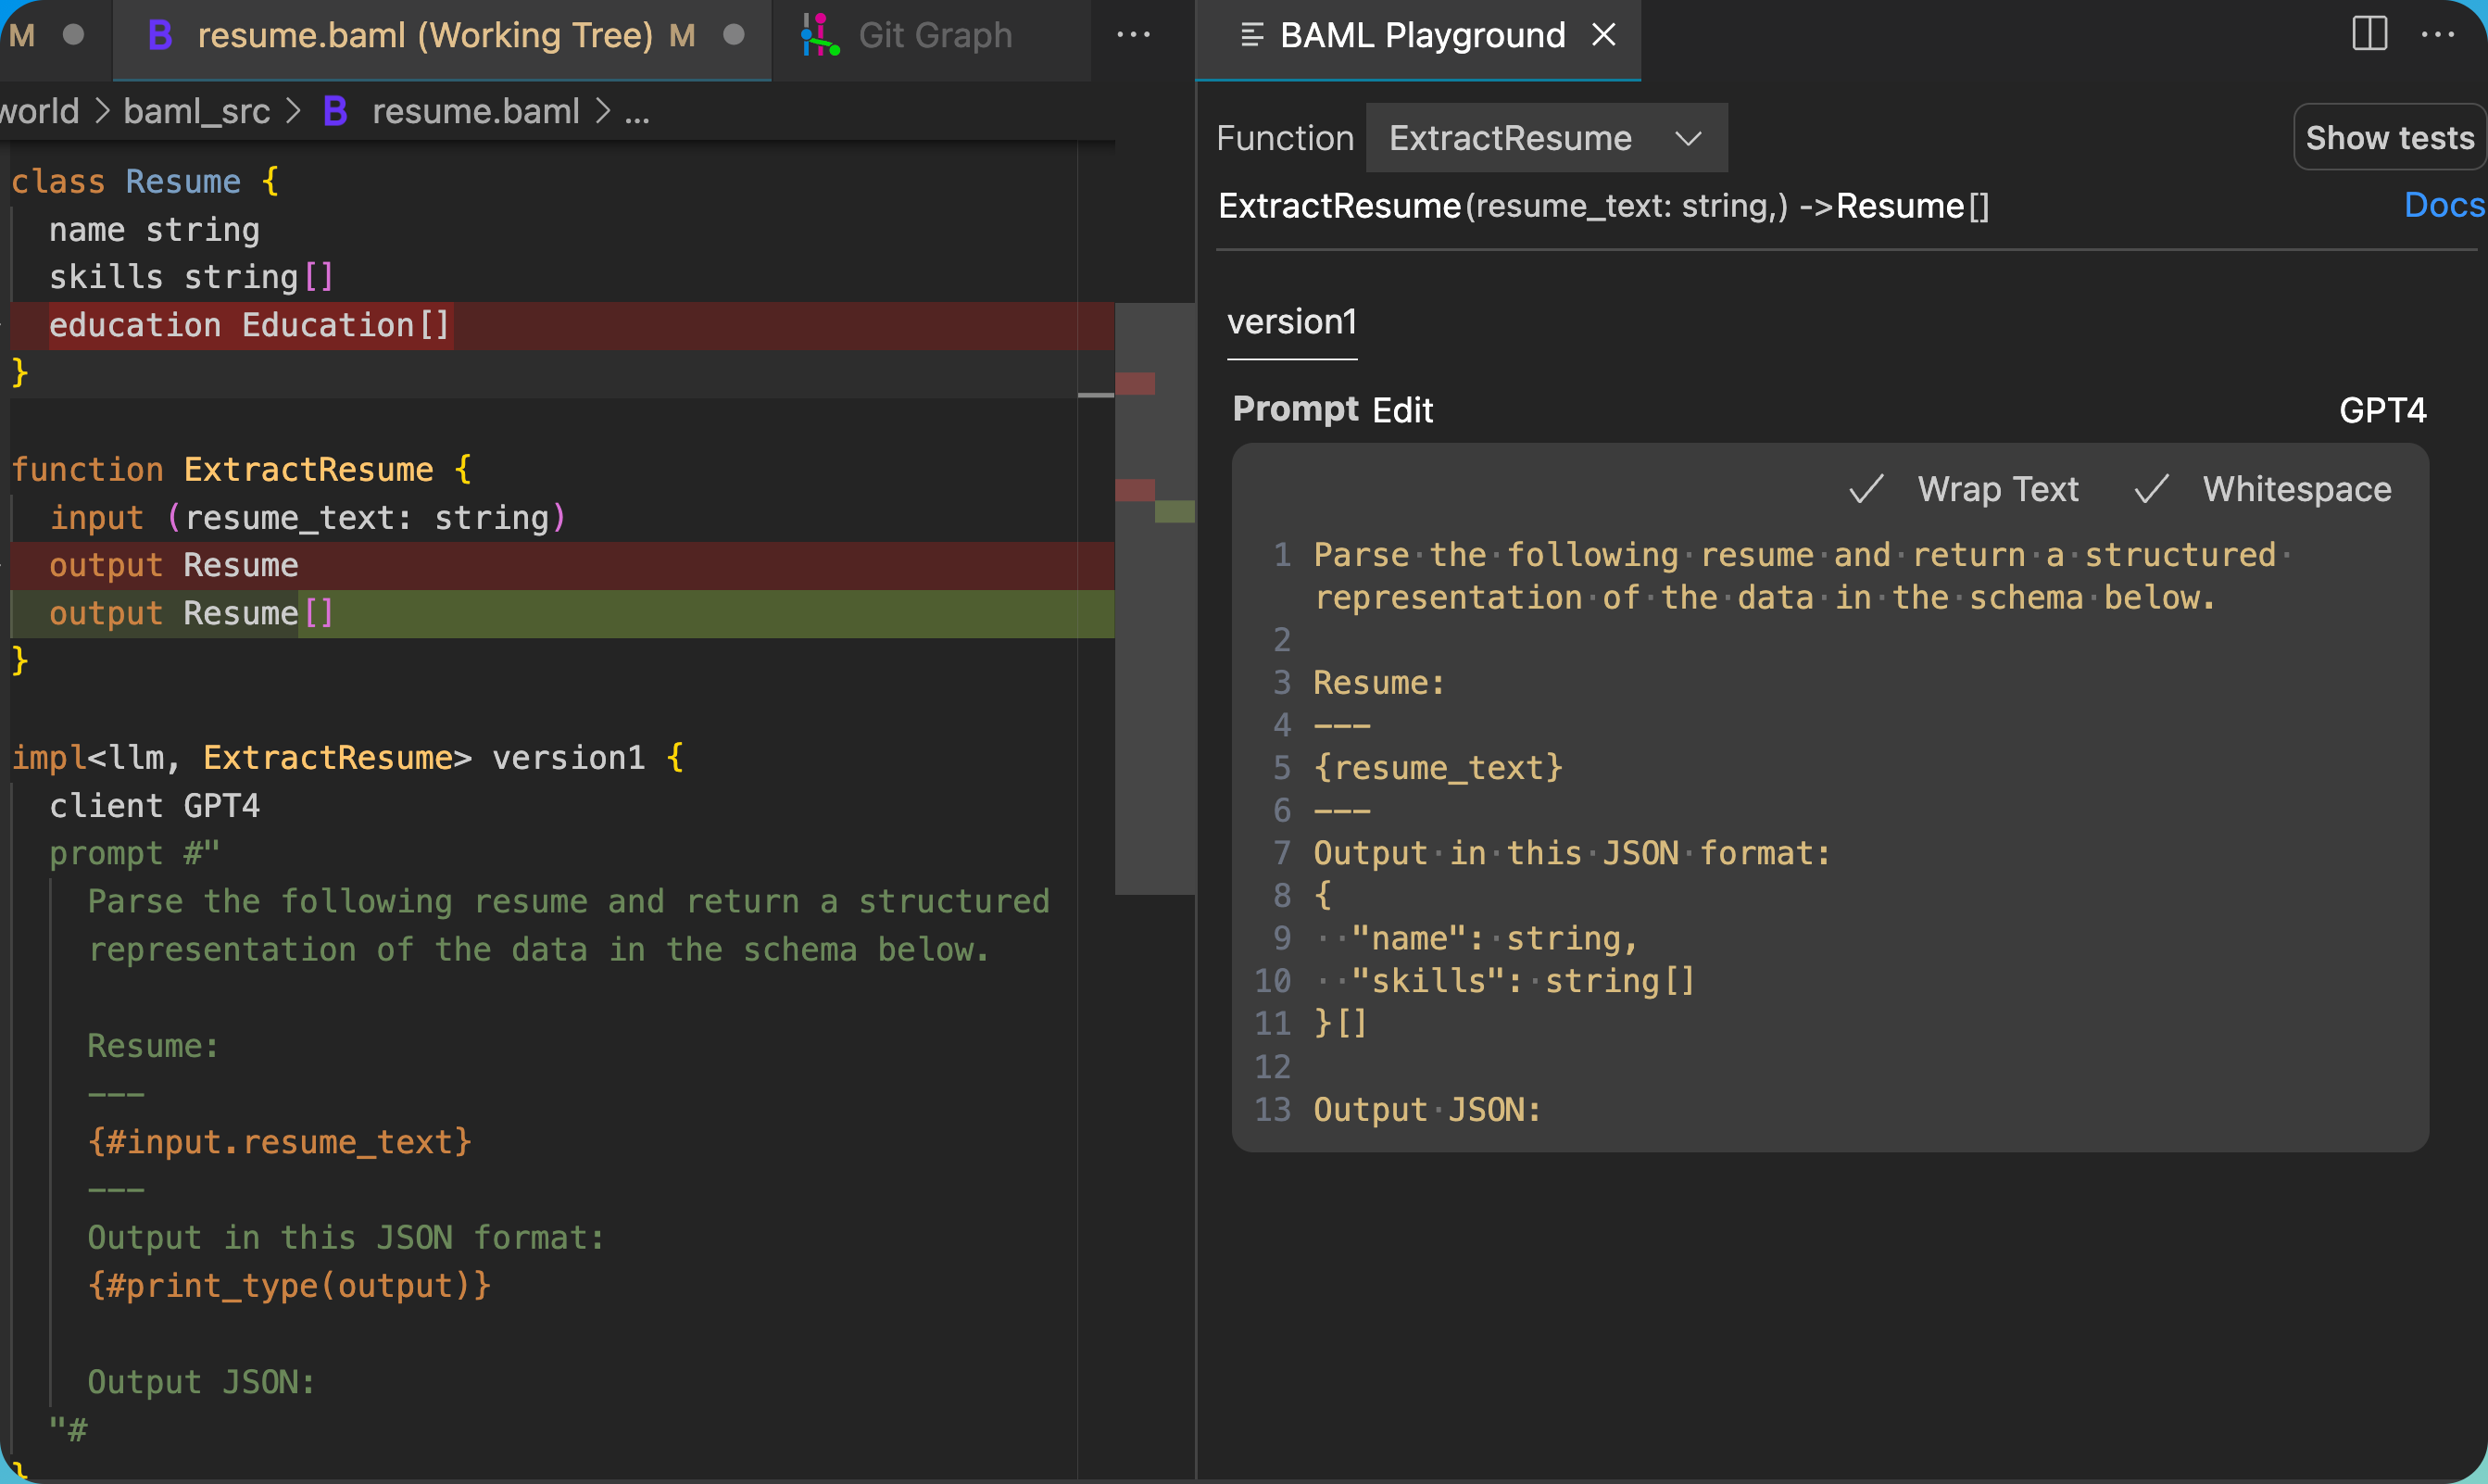 M
B resume.baml (Working Tree) M
Git Graph
...
BAML Playground
...
world > baml_src > B resume.baml > ...
class Resume {
  name string
  skills string[]
  education Education[]
}
function ExtractResume {
  input (resume_text: string)
  output Resume
  output Resume[]
}
impl<llm, ExtractResume> version1 {
  client GPT4
  prompt #"
    Parse the following resume and return a structured
    representation of the data in the schema below.
    Resume:
    ---
    {#input.resume_text}
    ---
    Output in this JSON format:
    {#print_type(output)}
    Output JSON:
  "#
}
Function ExtractResume
Show tests
ExtractResume(resume_text: string,) ->Resume[]
Docs
version1
Prompt Edit
GPT4
Wrap Text
Whitespace
1 Parse·the·following·resume·and·return·a·structured·
representation·of·the·data·in·the·schema·below.
2
3 Resume:
4 ---
5 {resume_text}
6 ---
7 Output·in·this·JSON·format:
8 {
9 ··"name":·string,
10 ··"skills":·string[]
11 }[]
12
13 Output·JSON: